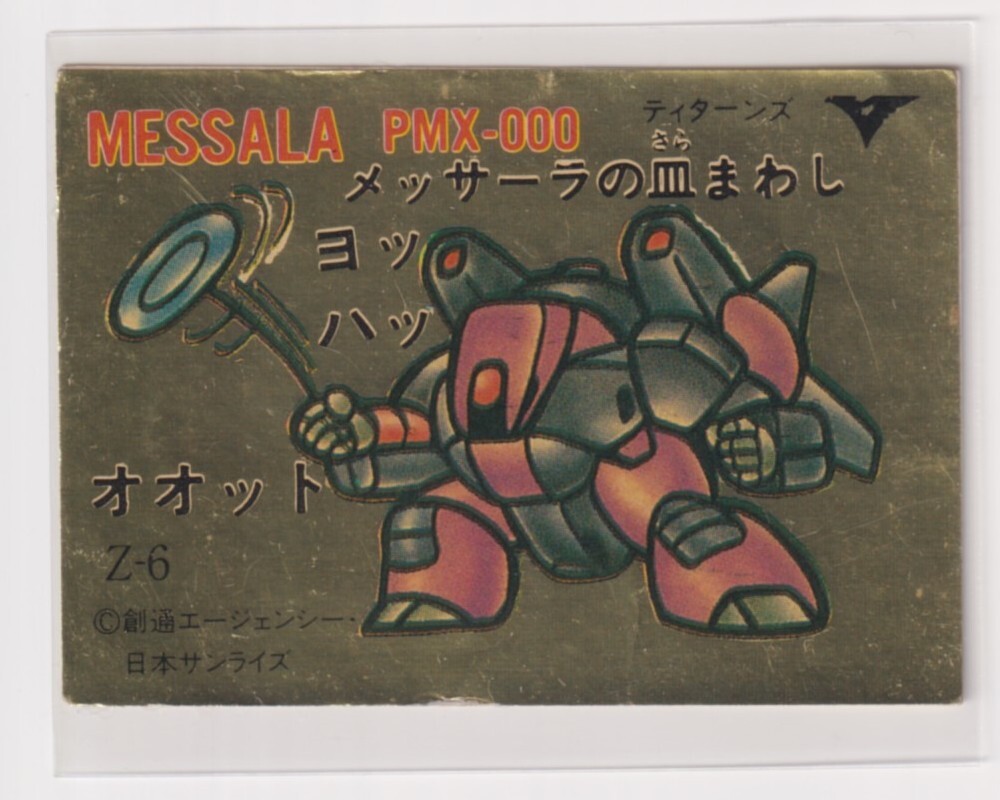 MESSALA PMX-000
ティターンズ
さら
メッサーラの皿まわし
ヨッ
ハッ
オオット
Z-6
©創通エージェンシー・
日本サンライズ